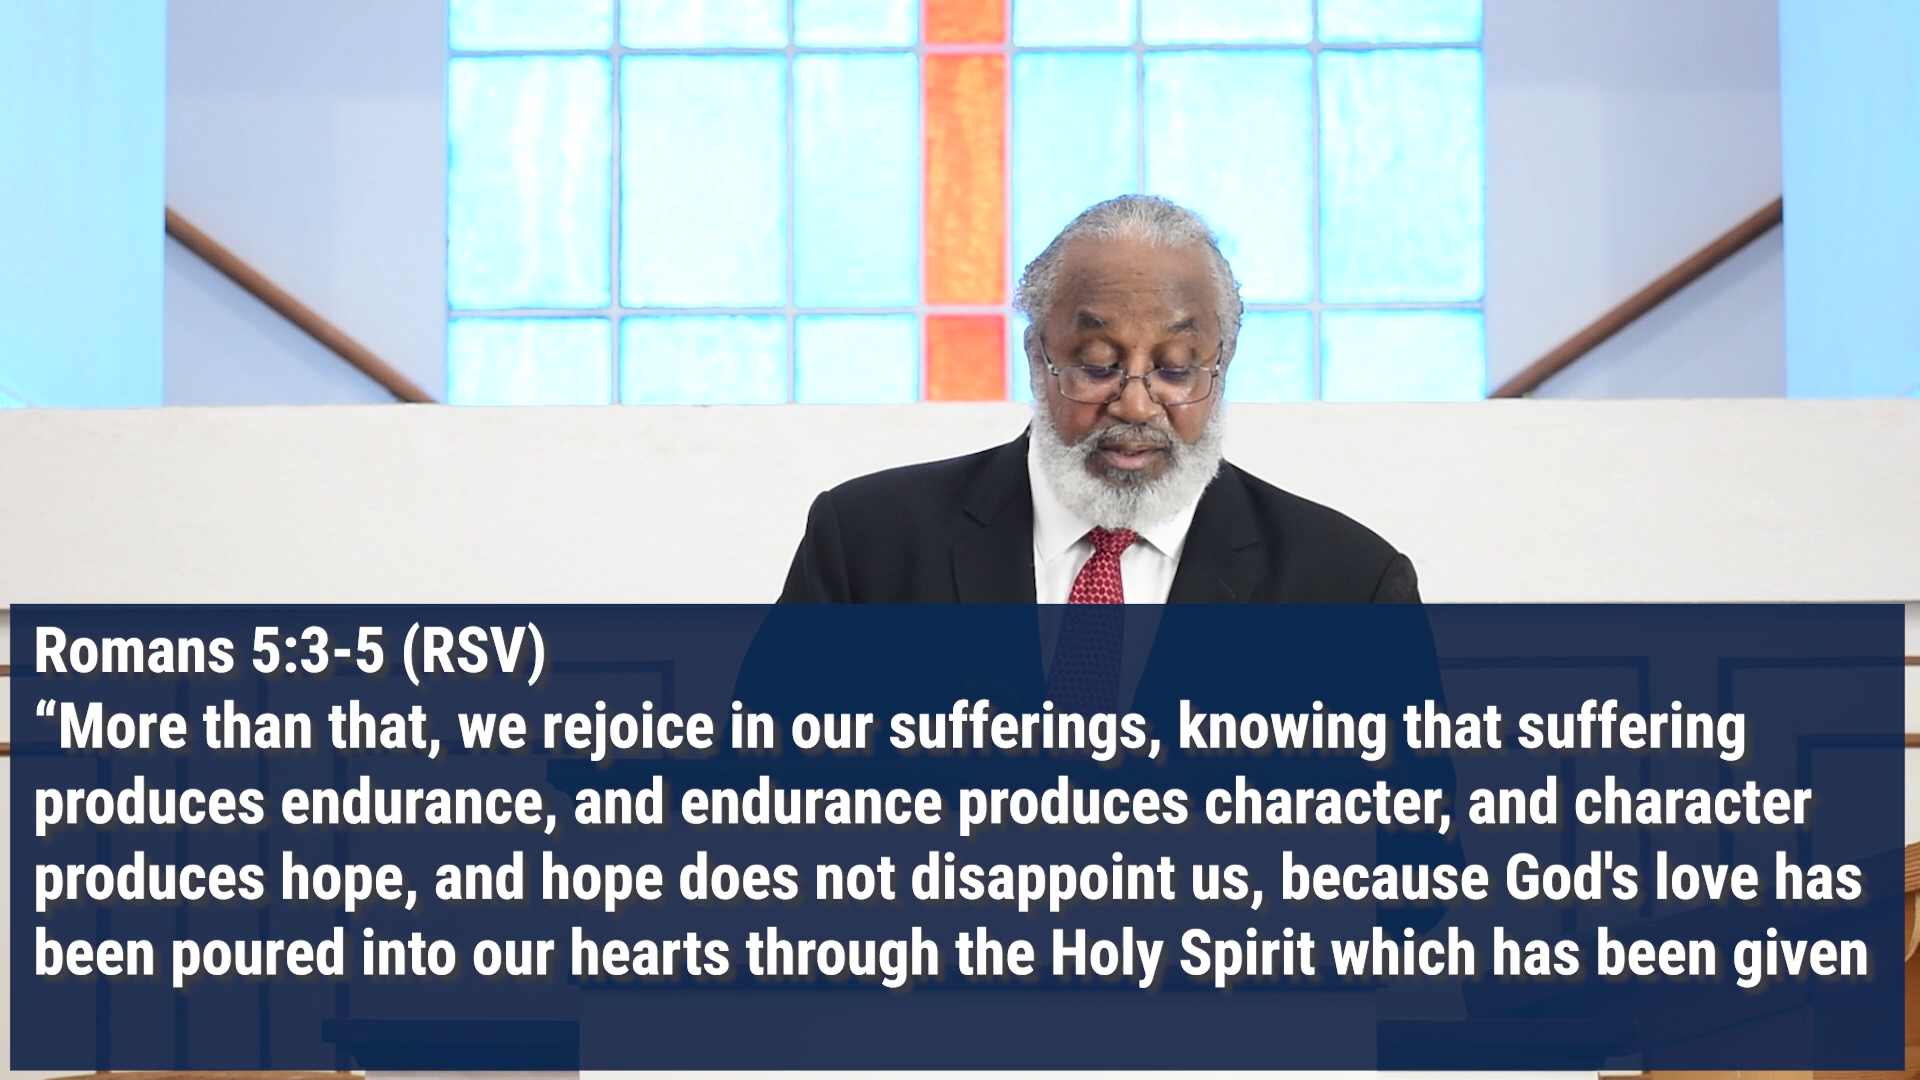 Romans 5:3-5 (RSV)
“More than that, we rejoice in our sufferings, knowing that suffering
produces endurance, and endurance produces character, and character
produces hope, and hope does not disappoint us, because God's love has
been poured into our hearts through the Holy Spirit which has been given